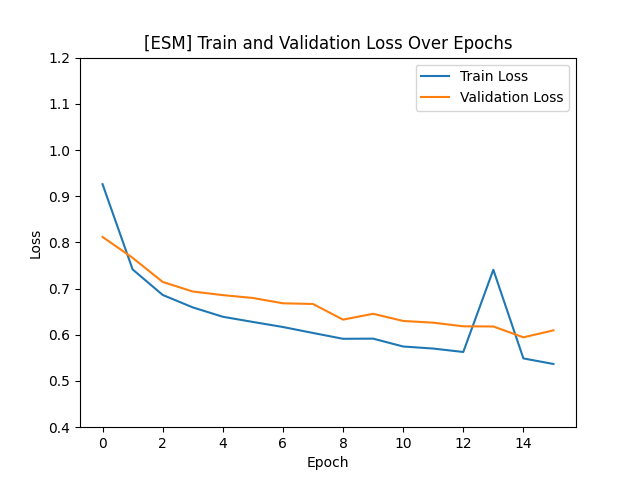 [ESM] Train and Validation Loss Over Epochs
Train Loss
Validation Loss
1.2
1.1
1.0
0.9
0.8
0.7
0.6
0.5
0.4
Loss
0 2 4 6 8 10 12 14
Epoch